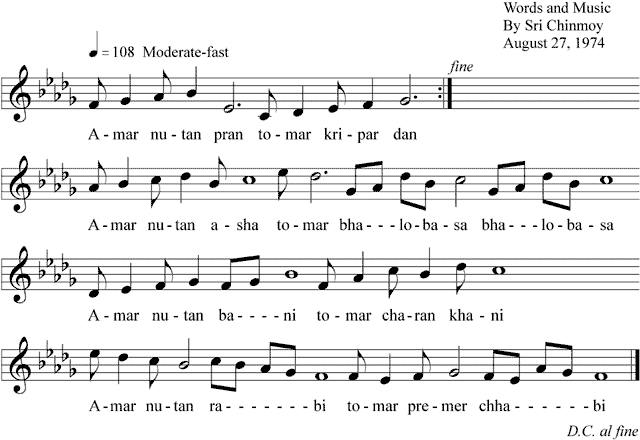 Words and Music
By Sri Chinmoy
August 27, 1974
= 108 Moderate-fast
fine
A - mar nu - tan pran to - mar kri - par dan
A - mar nu - tan a - sha to - mar bha - - - lo - ba - sa bha - - - lo - ba - sa
A - mar nu - tan ba - - - - - ni to - mar cha - ran kha - ni
A - mar nu - tan ra - - - - - - - bi to - mar pre - mer chha - - - - - - bi
D.C. al fine